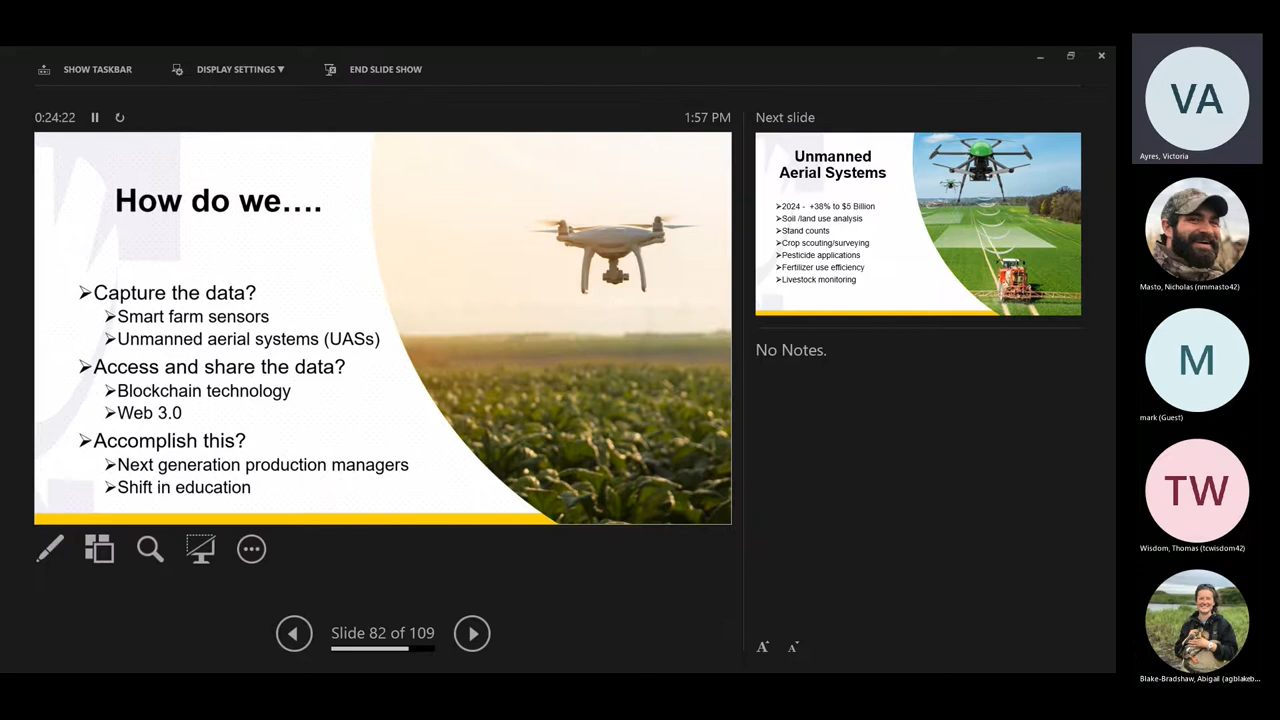 SHOW TASKBAR
DISPLAY SETTINGS ▼
END SLIDE SHOW
0:24:22
1:57 PM
How do we….
➢Capture the data?
➢Smart farm sensors
➢Unmanned aerial systems (UASs)
➢Access and share the data?
➢Blockchain technology
➢Web 3.0
➢Accomplish this?
➢Next generation production managers
➢Shift in education
Slide 82 of 109
Next slide
Unmanned
Aerial Systems
➢2024 - +38% to $5 Billion
➢Soil /land use analysis
➢Stand counts
➢Crop scouting/surveying
➢Pesticide applications
➢Fertilizer use efficiency
➢Livestock monitoring
No Notes.
A A
VA
Ayres, Victoria
Masto, Nicholas (nmmasto42)
M
mark (Guest)
TW
Wisdom, Thomas (tcwisdom42)
Blake-Bradshaw, Abigail (agblakeb...